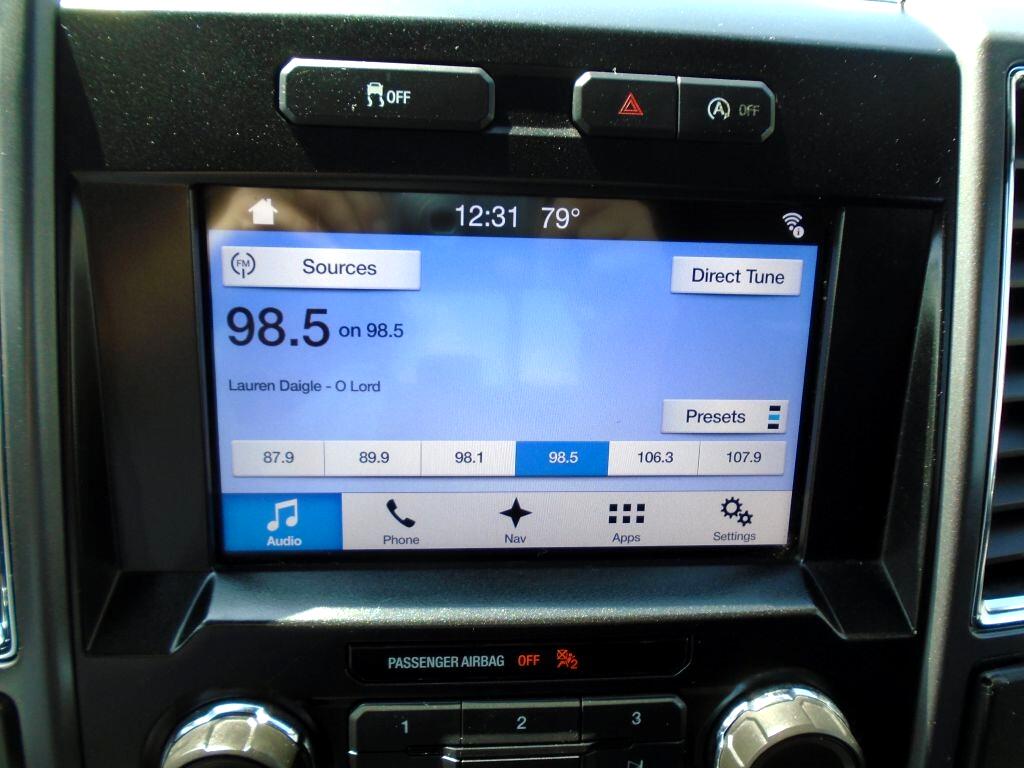 OFF
A OFF
12:31 79°
FM Sources
Direct Tune
98.5 on 98.5
Lauren Daigle - O Lord
Presets
87.9 89.9 98.1 98.5 106.3 107.9
Audio Phone Nav Apps Settings
PASSENGER AIRBAG OFF 2
1 2 3